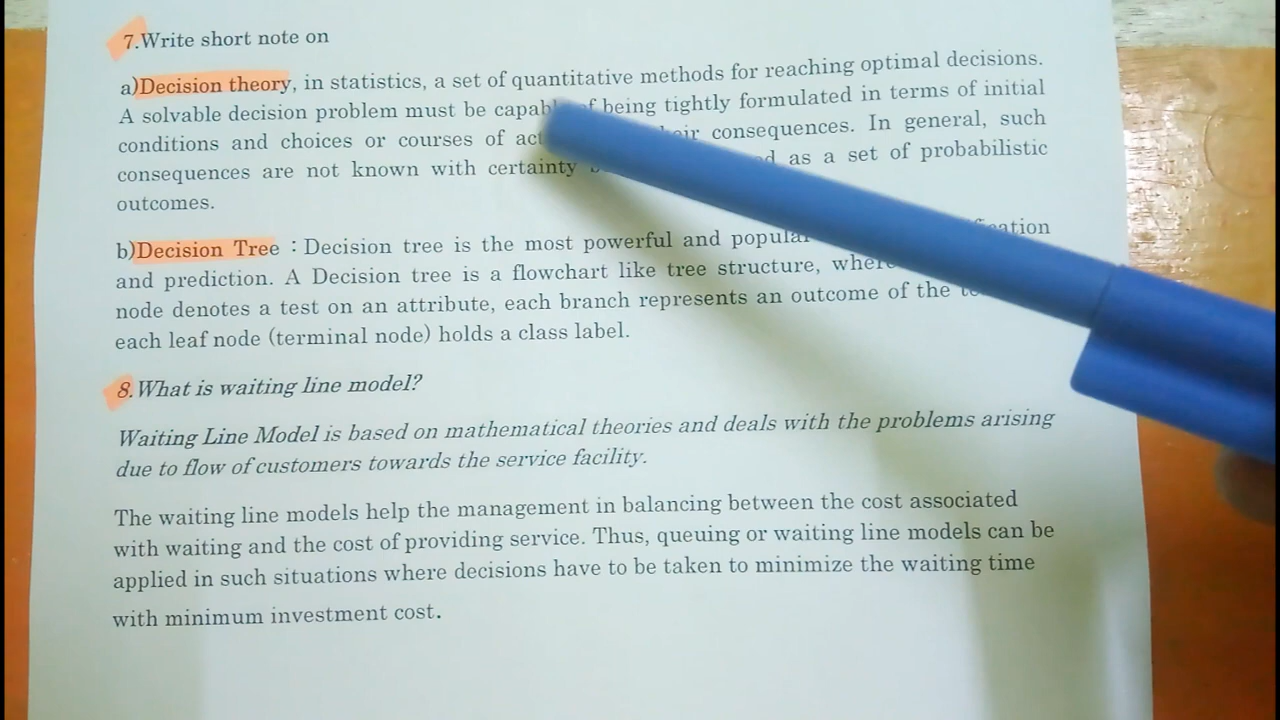 7.Write short note on
a)Decision theory, in statistics, a set of quantitative methods for reaching optimal decisions.
A solvable decision problem must be capable of being tightly formulated in terms of initial
conditions and choices or courses of consequences. In general, such
consequences are not known with certainty as a set of probabilistic
outcomes.
b)Decision Tree : Decision tree is the most powerful and popular
and prediction. A Decision tree is a flowchart like tree structure,
node denotes a test on an attribute, each branch represents an outcome of the
each leaf node (terminal node) holds a class label.
8.What is waiting line model?
Waiting Line Model is based on mathematical theories and deals with the problems arising
due to flow of customers towards the service facility.
The waiting line models help the management in balancing between the cost associated
with waiting and the cost of providing service. Thus, queuing or waiting line models can be
applied in such situations where decisions have to be taken to minimize the waiting time
with minimum investment cost.